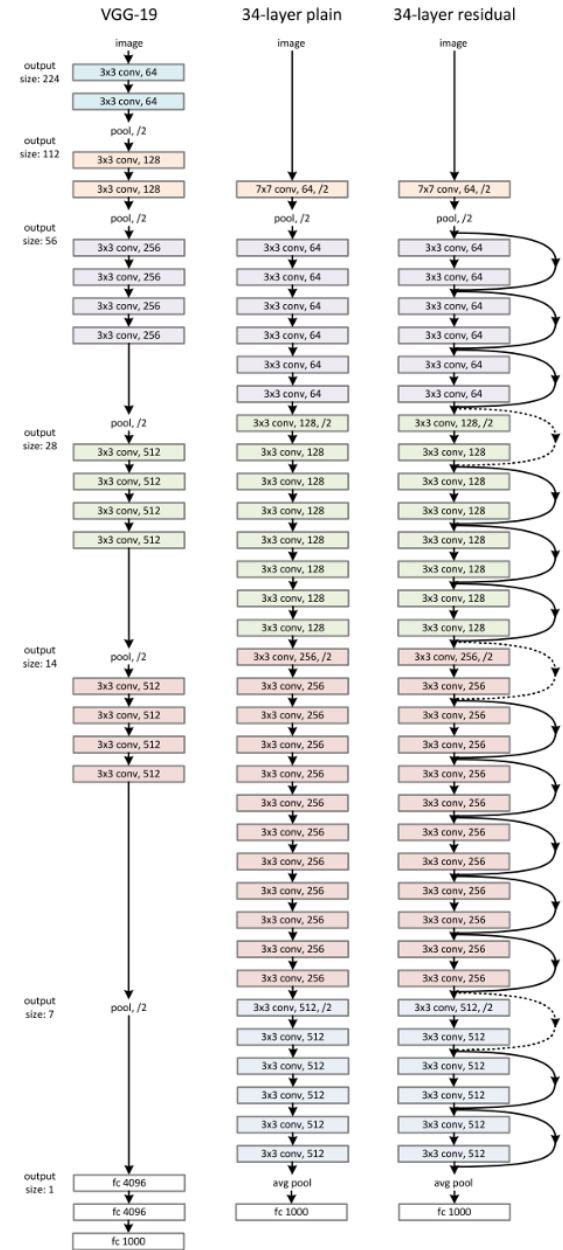 output
size: 224
output
size: 112
output
size: 56
output
size: 28
output
size: 14
output
size: 7
output
size: 1
VGG-19
image
3x3 conv, 64
3x3 conv, 64
pool, /2
3x3 conv, 128
3x3 conv, 128
pool, /2
3x3 conv, 256
3x3 conv, 256
3x3 conv, 256
3x3 conv, 256
pool, /2
3x3 conv, 512
3x3 conv, 512
3x3 conv, 512
3x3 conv, 512
pool, /2
3x3 conv, 512
3x3 conv, 512
3x3 conv, 512
3x3 conv, 512
pool, /2
fc 4096
fc 4096
fc 1000
34-layer plain
image
7x7 conv, 64, /2
pool, /2
3x3 conv, 64
3x3 conv, 64
3x3 conv, 64
3x3 conv, 64
3x3 conv, 64
3x3 conv, 64
3x3 conv, 128, /2
3x3 conv, 128
3x3 conv, 128
3x3 conv, 128
3x3 conv, 128
3x3 conv, 128
3x3 conv, 128
3x3 conv, 128
3x3 conv, 256, /2
3x3 conv, 256
3x3 conv, 256
3x3 conv, 256
3x3 conv, 256
3x3 conv, 256
3x3 conv, 256
3x3 conv, 256
3x3 conv, 256
3x3 conv, 256
3x3 conv, 256
3x3 conv, 256
3x3 conv, 512, /2
3x3 conv, 512
3x3 conv, 512
3x3 conv, 512
3x3 conv, 512
3x3 conv, 512
avg pool
fc 1000
34-layer residual
image
7x7 conv, 64, /2
pool, /2
3x3 conv, 64
3x3 conv, 64
3x3 conv, 64
3x3 conv, 64
3x3 conv, 64
3x3 conv, 64
3x3 conv, 128, /2
3x3 conv, 128
3x3 conv, 128
3x3 conv, 128
3x3 conv, 128
3x3 conv, 128
3x3 conv, 128
3x3 conv, 128
3x3 conv, 256, /2
3x3 conv, 256
3x3 conv, 256
3x3 conv, 256
3x3 conv, 256
3x3 conv, 256
3x3 conv, 256
3x3 conv, 256
3x3 conv, 256
3x3 conv, 256
3x3 conv, 256
3x3 conv, 256
3x3 conv, 512, /2
3x3 conv, 512
3x3 conv, 512
3x3 conv, 512
3x3 conv, 512
3x3 conv, 512
avg pool
fc 1000